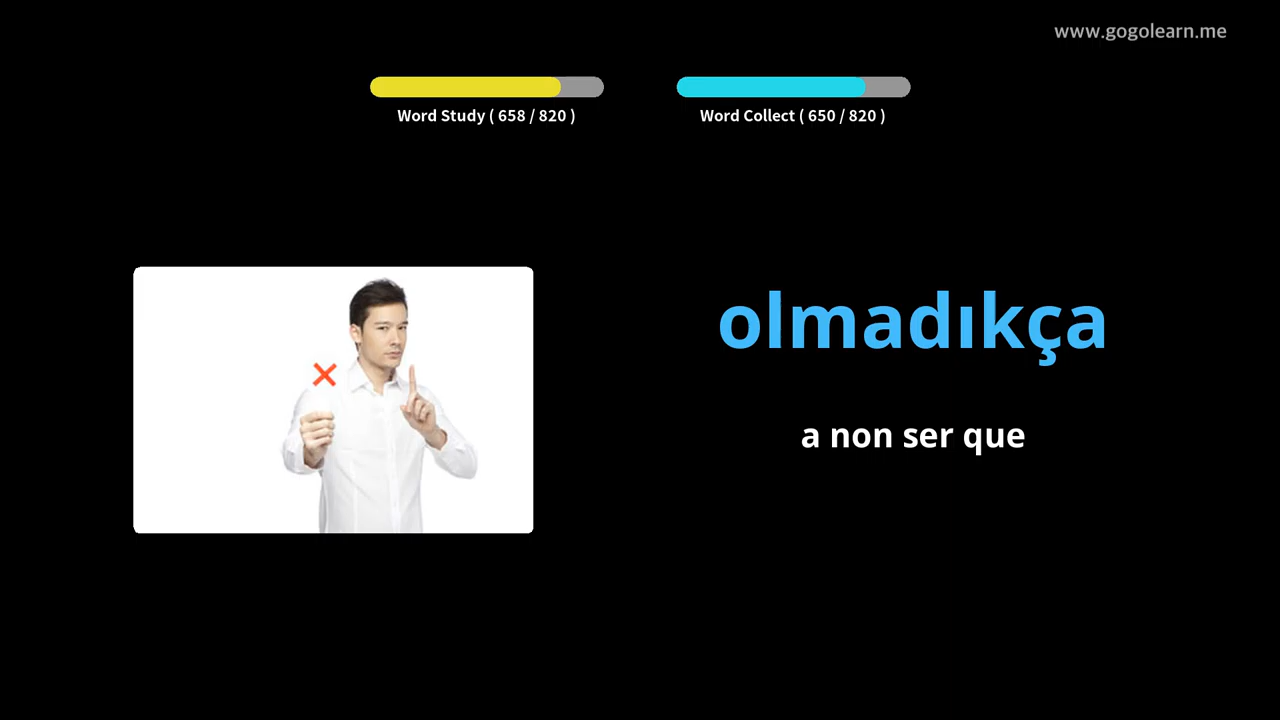 www.gogolearn.me
Word Study ( 658 / 820 )
Word Collect ( 650 / 820 )
olmadıkça
a non ser que